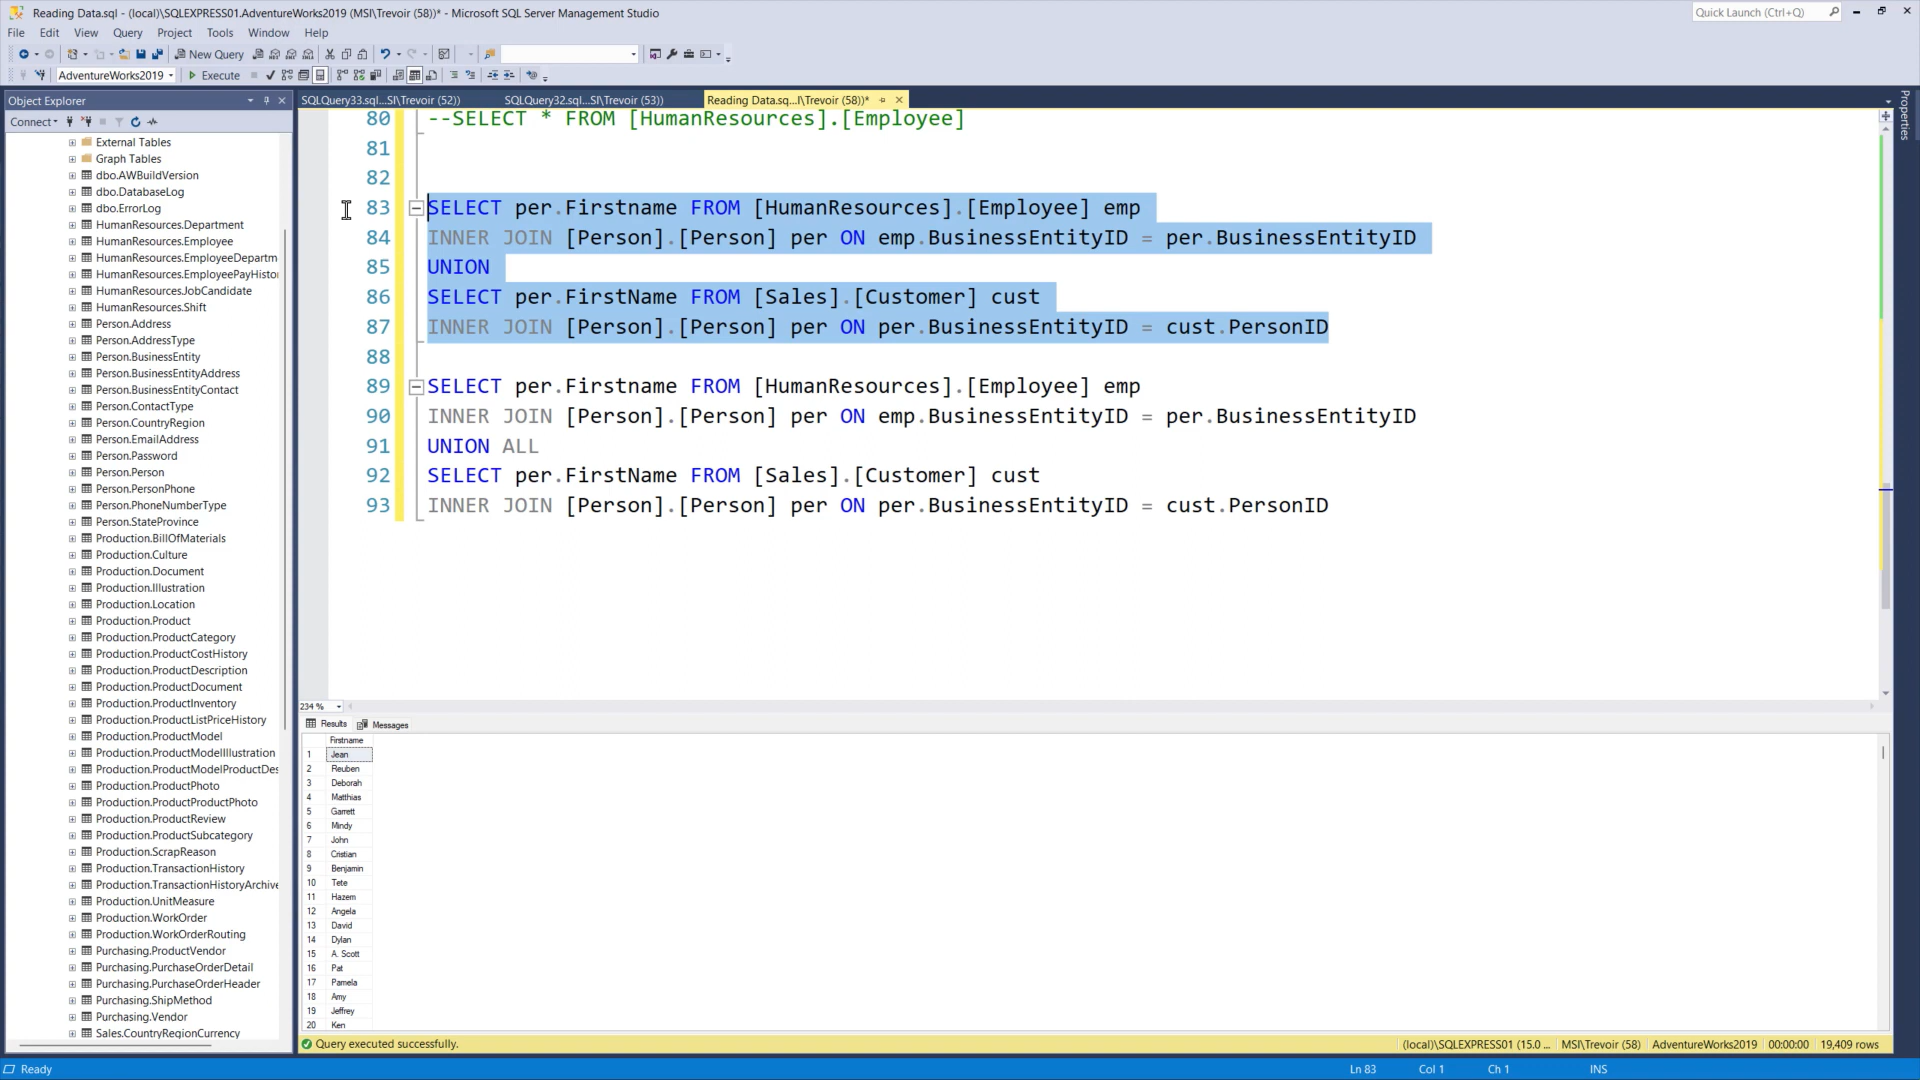 Reading Data.sql - (local)\SQLEXPRESS01.AdventureWorks2019 (MSI\Trevoir (58))* - Microsoft SQL Server Management Studio
Quick Launch (Ctrl+Q)
File Edit View Query Project Tools Window Help
New Query
AdventureWorks2019 Execute
Object Explorer
Connect
External Tables
Graph Tables
dbo.AWBuildVersion
dbo.DatabaseLog
dbo.ErrorLog
HumanResources.Department
HumanResources.Employee
HumanResources.EmployeeDepartm
HumanResources.EmployeePayHistor
HumanResources.JobCandidate
HumanResources.Shift
Person.Address
Person.AddressType
Person.BusinessEntity
Person.BusinessEntityAddress
Person.BusinessEntityContact
Person.ContactType
Person.CountryRegion
Person.EmailAddress
Person.Password
Person.Person
Person.PersonPhone
Person.PhoneNumberType
Person.StateProvince
Production.BillOfMaterials
Production.Culture
Production.Document
Production.Illustration
Production.Location
Production.Product
Production.ProductCategory
Production.ProductCostHistory
Production.ProductDescription
Production.ProductDocument
Production.ProductInventory
Production.ProductListPriceHistory
Production.ProductModel
Production.ProductModelIllustration
Production.ProductModelProductDes
Production.ProductPhoto
Production.ProductProductPhoto
Production.ProductReview
Production.ProductSubcategory
Production.ScrapReason
Production.TransactionHistory
Production.TransactionHistoryArchive
Production.UnitMeasure
Production.WorkOrder
Production.WorkOrderRouting
Purchasing.ProductVendor
Purchasing.PurchaseOrderDetail
Purchasing.PurchaseOrderHeader
Purchasing.ShipMethod
Purchasing.Vendor
Sales.CountryRegionCurrency
SQLQuery33.sql...SI\Trevoir (52)) SQLQuery32.sql...SI\Trevoir (53)) Reading Data.sq...I\Trevoir (58))*
Properties
80 --SELECT * FROM [HumanResources].[Employee]
81
82
83 SELECT per.Firstname FROM [HumanResources].[Employee] emp
84 INNER JOIN [Person].[Person] per ON emp.BusinessEntityID = per.BusinessEntityID
85 UNION
86 SELECT per.FirstName FROM [Sales].[Customer] cust
87 INNER JOIN [Person].[Person] per ON per.BusinessEntityID = cust.PersonID
88
89 SELECT per.Firstname FROM [HumanResources].[Employee] emp
90 INNER JOIN [Person].[Person] per ON emp.BusinessEntityID = per.BusinessEntityID
91 UNION ALL
92 SELECT per.FirstName FROM [Sales].[Customer] cust
93 INNER JOIN [Person].[Person] per ON per.BusinessEntityID = cust.PersonID
234 %
Results Messages
Firstname
1 Jean
2 Reuben
3 Deborah
4 Matthias
5 Garrett
6 Mindy
7 John
8 Cristian
9 Benjamin
10 Tete
11 Hazem
12 Angela
13 David
14 Dylan
15 A. Scott
16 Pat
17 Pamela
18 Amy
19 Jeffrey
20 Ken
Query executed successfully. (local)\SQLEXPRESS01 (15.0 ... MSI\Trevoir (58) AdventureWorks2019 00:00:00 19,409 rows
Ready Ln 83 Col 1 Ch 1 INS